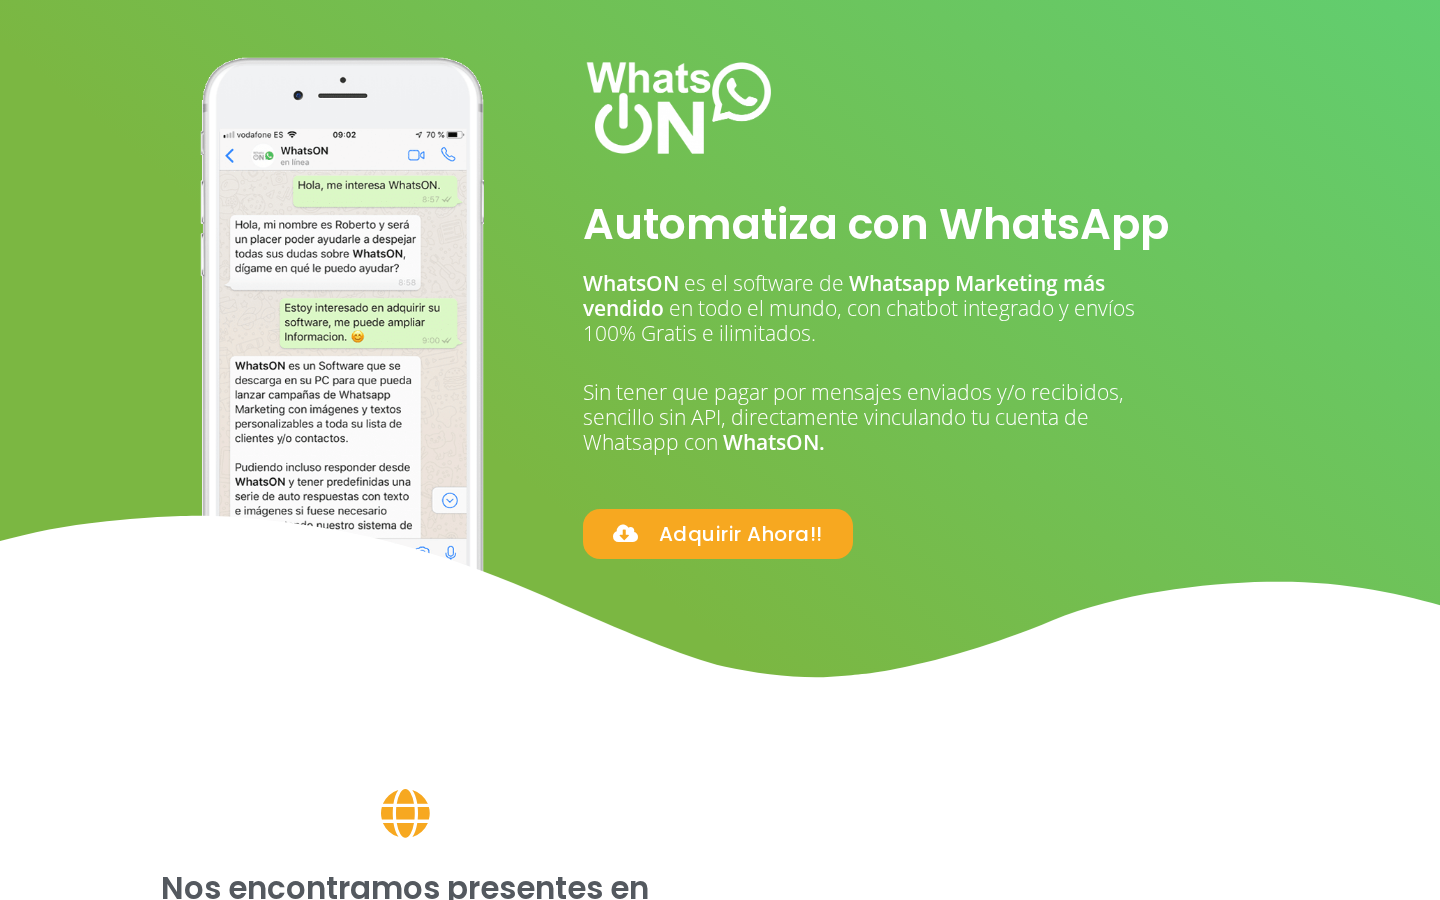 vodafone ES
09:02
70 %
WhatsON
en línea
Hola, me interesa WhatsON.
8:57
Hola, mi nombre es Roberto y será
un placer poder ayudarle a despejar
todas sus dudas sobre WhatsON,
dígame en qué le puedo ayudar?
8:58
Estoy interesado en adquirir su
software, me puede ampliar
Informacion. 😊
9:00
WhatsON es un Software que se
descarga en su PC para que pueda
lanzar campañas de Whatsapp
Marketing con imágenes y textos
personalizables a toda su lista de
clientes y/o contactos.
Pudiendo incluso responder desde
WhatsON y tener predefinidas una
serie de auto respuestas con texto
e imágenes si fuese necesario
nuestro sistema de
Whats
ON
Automatiza con WhatsApp
WhatsON es el software de Whatsapp Marketing más
vendido en todo el mundo, con chatbot integrado y envíos
100% Gratis e ilimitados.
Sin tener que pagar por mensajes enviados y/o recibidos,
sencillo sin API, directamente vinculando tu cuenta de
Whatsapp con WhatsON.
Adquirir Ahora!!
Nos encontramos presentes en